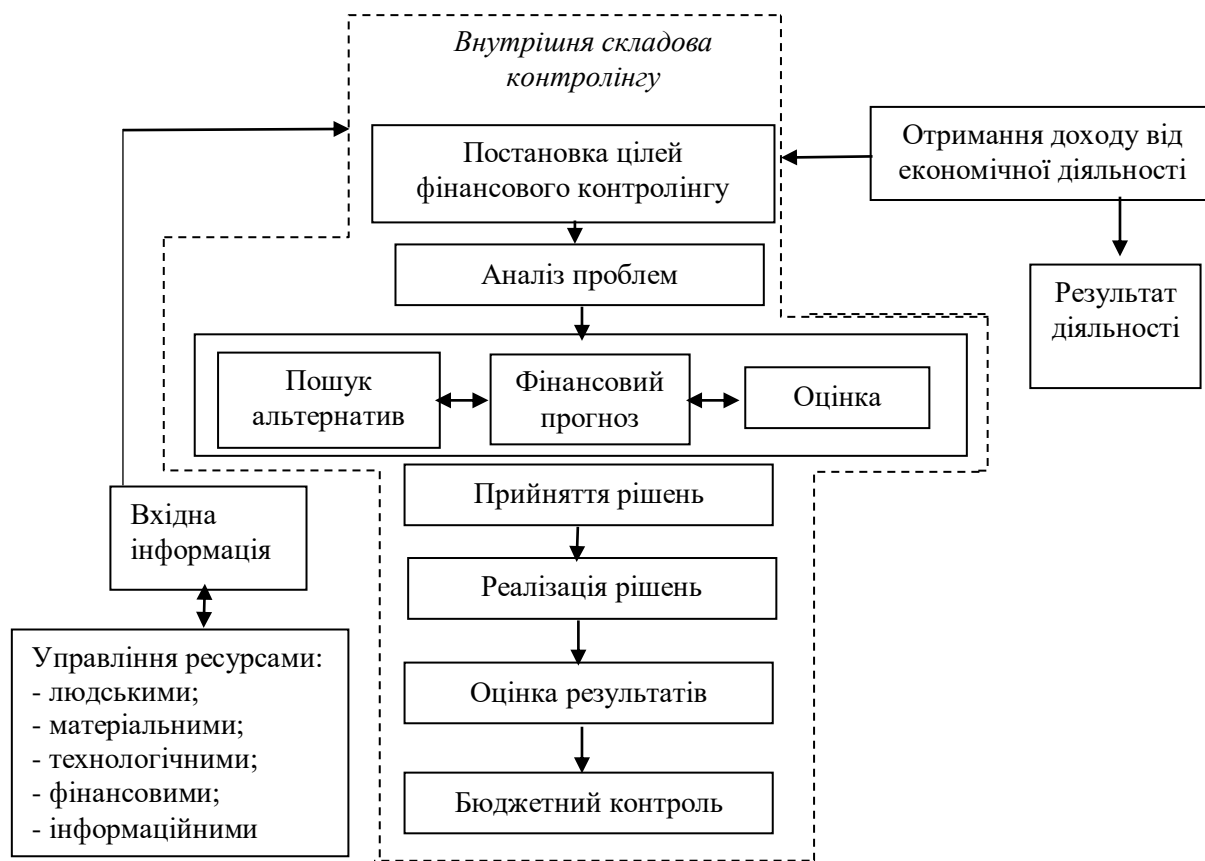 Внутрішня складова
контролінгу
Постановка цілей
фінансового контролінгу
Отримання доходу від
економічної діяльності
Аналіз проблем
Результат
діяльності
Пошук
альтернатив
Фінансовий
прогноз
Оцінка
Прийняття рішень
Вхідна
інформація
Реалізація рішень
Управління ресурсами:
- людськими;
- матеріальними;
- технологічними;
- фінансовими;
- інформаційними
Оцінка результатів
Бюджетний контроль